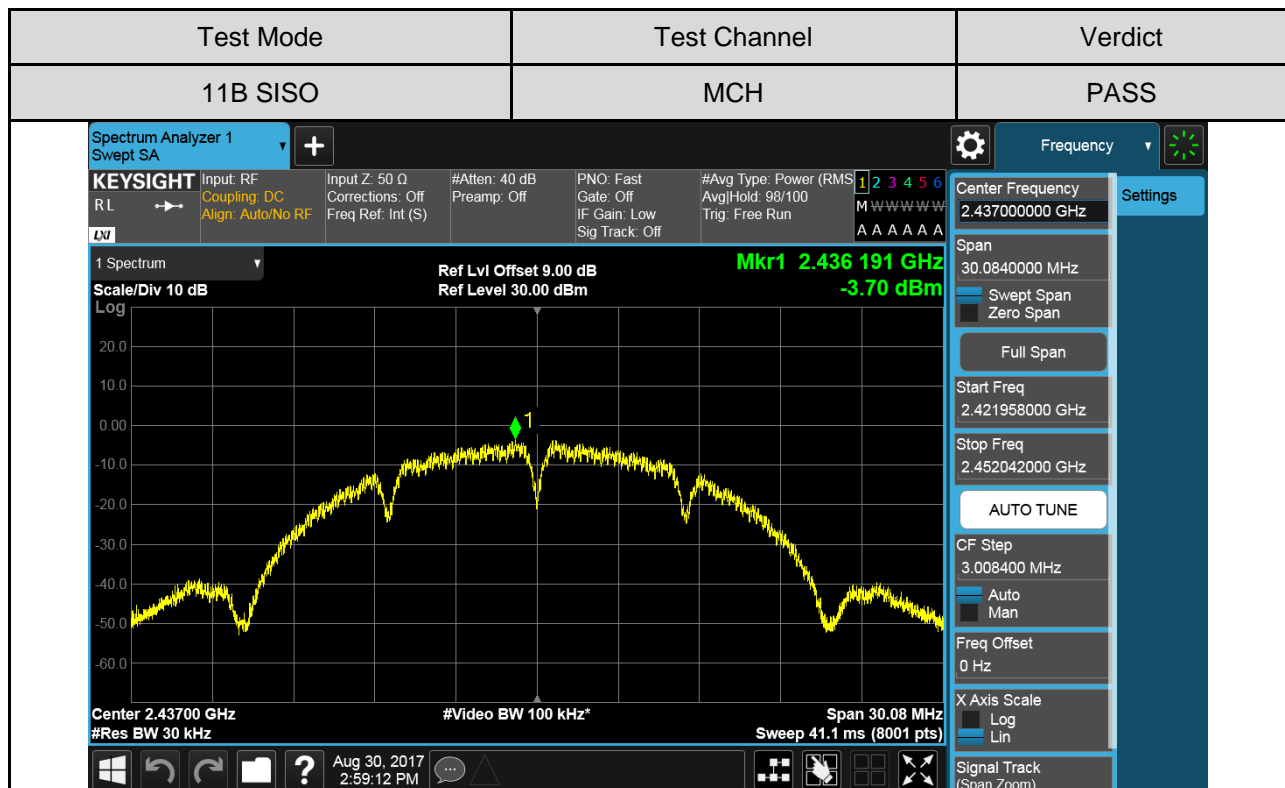 Test Mode Test Channel Verdict
11B SISO MCH PASS
Spectrum Analyzer 1
Swept SA
Frequency
KEYSIGHT
R L
LXI
Input: RF
Coupling: DC
Align: Auto/No RF
Input Z: 50 Ω
Corrections: Off
Freq Ref: Int (S)
#Atten: 40 dB
Preamp: Off
PNO: Fast
Gate: Off
IF Gain: Low
Sig Track: Off
#Avg Type: Power (RMS
Avg|Hold: 98/100
Trig: Free Run
1 2 3 4 5 6
M W W W W W
A A A A A A
1 Spectrum
Scale/Div 10 dB
Ref Lvl Offset 9.00 dB
Ref Level 30.00 dBm
Mkr1 2.436 191 GHz
-3.70 dBm
Log
20.0
10.0
0.00
-10.0
-20.0
-30.0
-40.0
-50.0
-60.0
1
Center 2.43700 GHz
#Res BW 30 kHz
#Video BW 100 kHz*
Span 30.08 MHz
Sweep 41.1 ms (8001 pts)
Aug 30, 2017
2:59:12 PM
Center Frequency
2.437000000 GHz
Settings
Span
30.0840000 MHz
Swept Span
Zero Span
Full Span
Start Freq
2.421958000 GHz
Stop Freq
2.452042000 GHz
AUTO TUNE
CF Step
3.008400 MHz
Auto
Man
Freq Offset
0 Hz
X Axis Scale
Log
Lin
Signal Track
(Span Zoom)